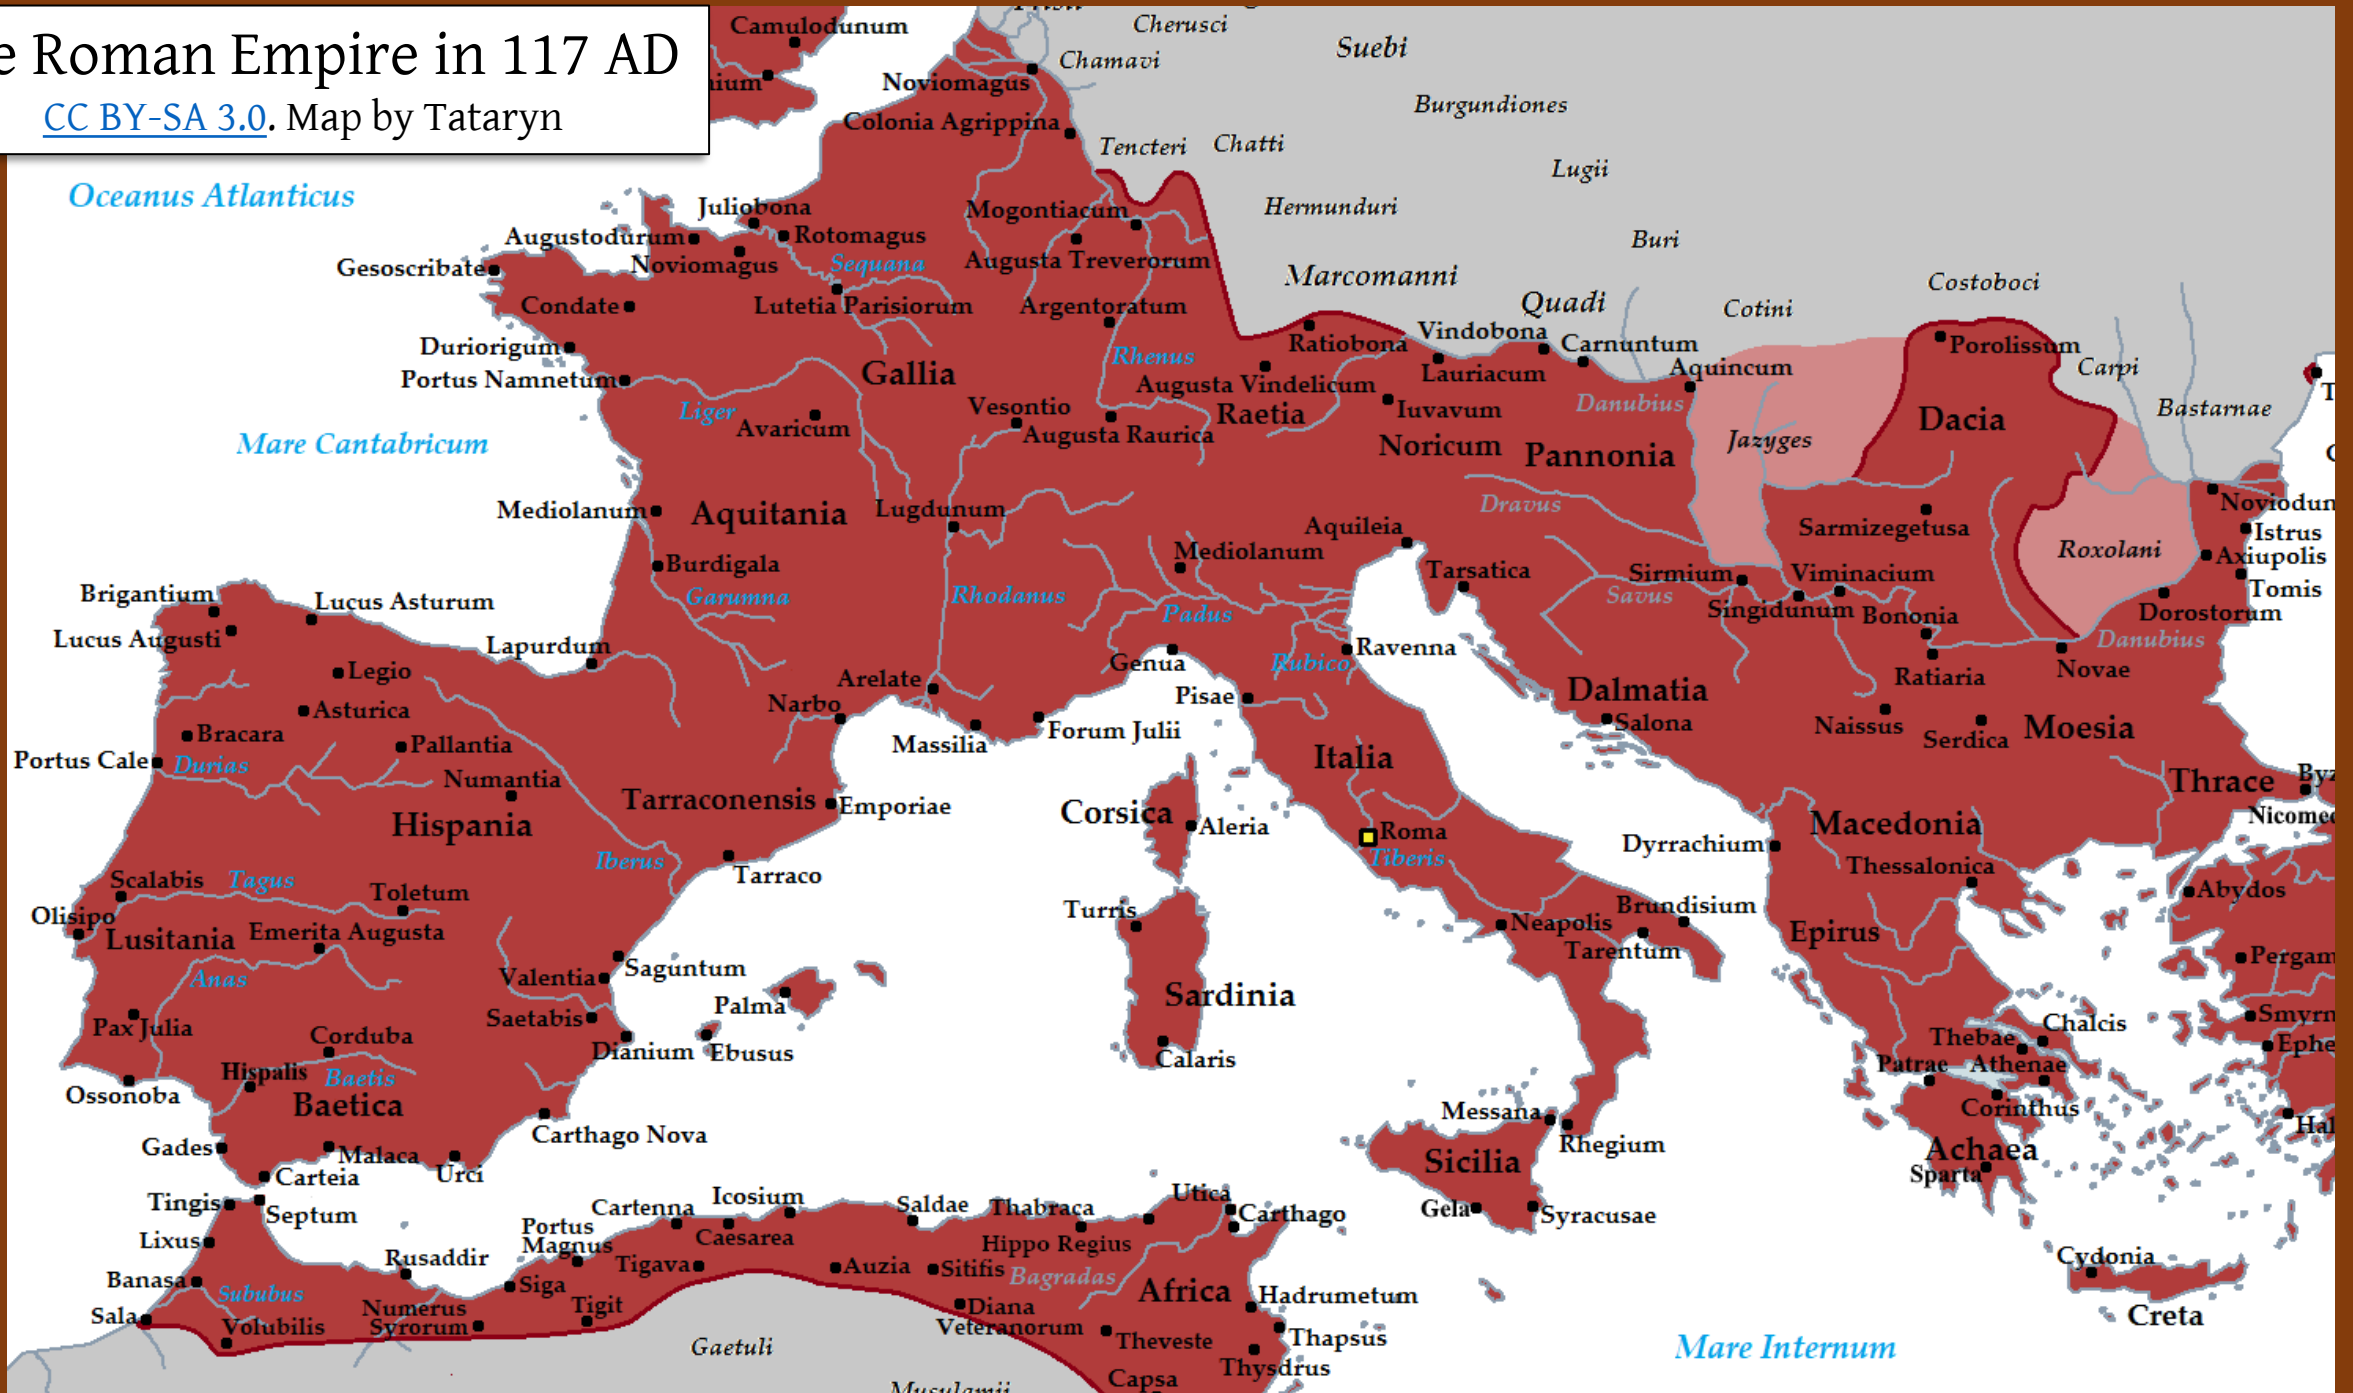 e Roman Empire in 117 AD
CC BY-SA 3.0. Map by Tataryn
Camulodunum
Cherusci
Suebi
Chamavi
Noviomagus
Burgundiones
Colonia Agrippina
Tencteri
Chatti
Lugii
Oceanus Atlanticus
Juliobona
Mogontiacum
Hermunduri
Augustodurum
Rotomagus
Buri
Noviomagus
Sequana
Augusta Treverorum
Gesoscribate
Marcomanni
Costoboci
Condate
Lutetia Parisiorum
Argentoratum
Quadi
Cotini
Vindobona
Carnuntum
Ratiobona
Porolissum
Duriorigum
Rhenus
Aquincum
Carpi
Portus Namnetum
Gallia
Augusta Vindelicum
Lauriacum
Liger
Avaricum
Vesontio
Raetia
Iuvavum
Danubius
Dacia
Bastarnae
Augusta Raurica
Mare Cantabricum
Noricum
Pannonia
Jazyges
Mediolanum
Aquitania
Lugdunum
Dravus
Noviodun
Aquileia
Sarmizegetusa
Istrus
Mediolanum
Roxolani
Axiupolis
Burdigala
Tarsatica
Sirmium
Viminacium
Tomis
Brigantium
Lucus Asturum
Garumna
Rhodanus
Padus
Savus
Singidunum
Bononia
Dorostorum
Lucus Augusti
Lapurdum
Ravenna
Danubius
Genua
Rubico
Legio
Arelate
Ratiaria
Novae
Pisae
Dalmatia
Asturica
Narbo
Salona
Bracara
Pallantia
Massilia
Forum Julii
Naissus
Serdica
Moesia
Portus Cale
Durias
Italia
Numantia
Thrace
Byz
Tarraconensis
Emporiae
Corsica
Nicomed
Hispania
Aleria
Roma
Macedonia
Iberus
Tiberis
Dyrrachium
Thessalonica
Tarraco
Scalabis
Tagus
Toletum
Abydos
Olisipo
Turris
Neapolis
Brundisium
Lusitania
Emerita Augusta
Epirus
Tarentum
Pergam
Anas
Valentia
Saguntum
Palma
Sardinia
Smyrn
Pax Julia
Saetabis
Chalcis
Corduba
Dianium
Ebusus
Thebae
Ephe
Hispalis
Baetis
Calaris
Patrae
Athenae
Ossonoba
Baetica
Messana
Corinthus
Hal
Carthago Nova
Rhegium
Gades
Malaca
Sicilia
Achaea
Carteia
Urci
Sparta
Tingis
Septum
Cartenna
Icosium
Saldae
Thabraca
Utica
Carthago
Gela
Syracusae
Lixus
Portus
Magnus
Caesarea
Hippo Regius
Rusaddir
Tigava
Auzia
Sitifis
Bagradas
Cydonia
Banasa
Sububus
Siga
Africa
Hadrumetum
Sala
Numerus
Syrorum
Tigit
Diana
Veteranorum
Creta
Volubilis
Theveste
Thapsus
Gaetuli
Mare Internum
Thysdrus
Capsa
Musulamii